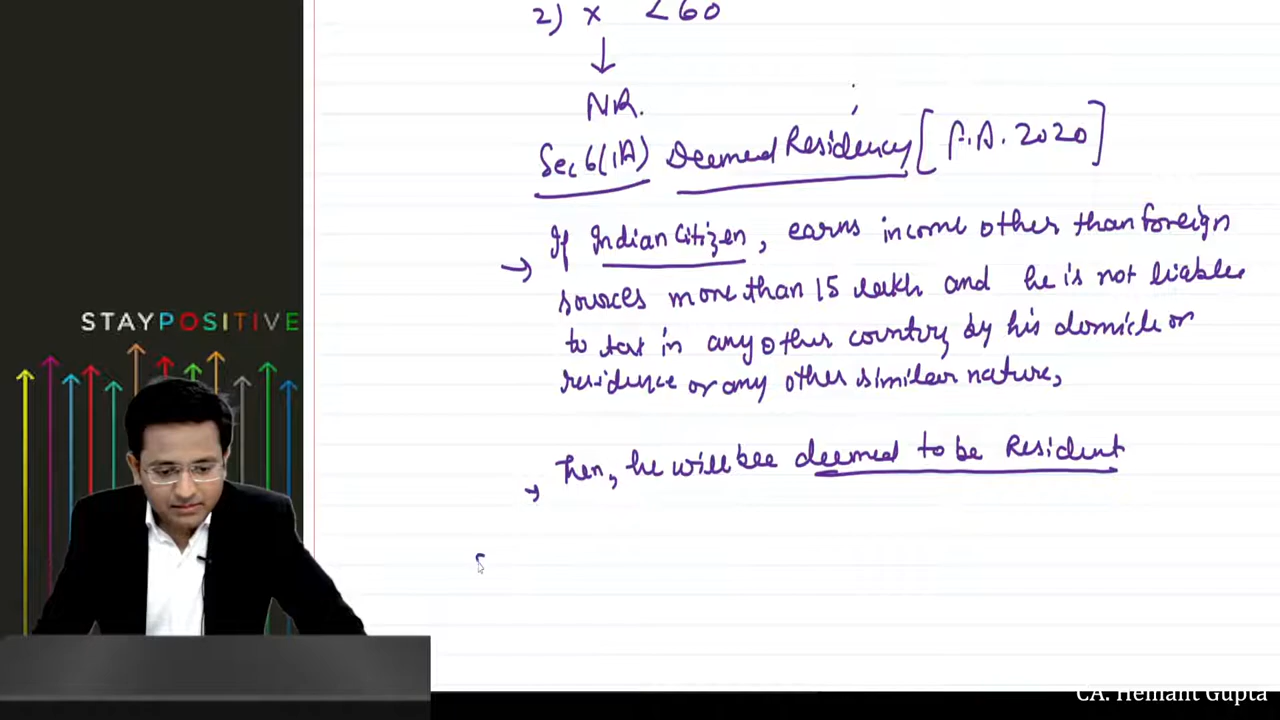 2) x <60
NR.
Sec 6(1A) Deemed Residency [F.A. 2020]
If Indian Citizen, earns income other than foreign
sources more than 15 lakh and he is not liable
to tax in any other country by his domicile or
residence or any other similar nature,
Then, he will bee deemed to be Resident
STAYPOSITIVE
CA. Hemant Gupta